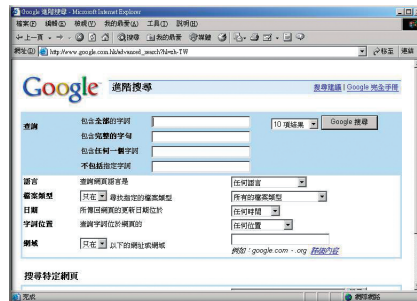 Google 進階搜尋 - Microsoft Internet Explorer
檔案(F) 編輯(E) 檢視(V) 我的最愛(A) 工具(T) 說明(H)
上一頁 搜尋 我的最愛 媒體
網址(D) http://www.google.com.hk/advanced_search?hl=zh-TW 移至 連結
Google 進階搜尋 搜尋建議 | Google 完全手冊
查詢 包含全部的字詞 10 項結果 Google 搜尋
包含完整的字句
包含任何一個字詞
不包括指定字詞
語言 查詢網頁語言是 任何語言
檔案類型 只在 尋找指定的檔案類型 所有的檔案類型
日期 所傳回網頁的更新日期位於 任何時間
字詞位置 查詢字詞位於網頁的 任何位置
網域 只在 以下的網址或網域
例如：google.com、.org 詳細內容
搜尋特定網頁
完成 網際網路